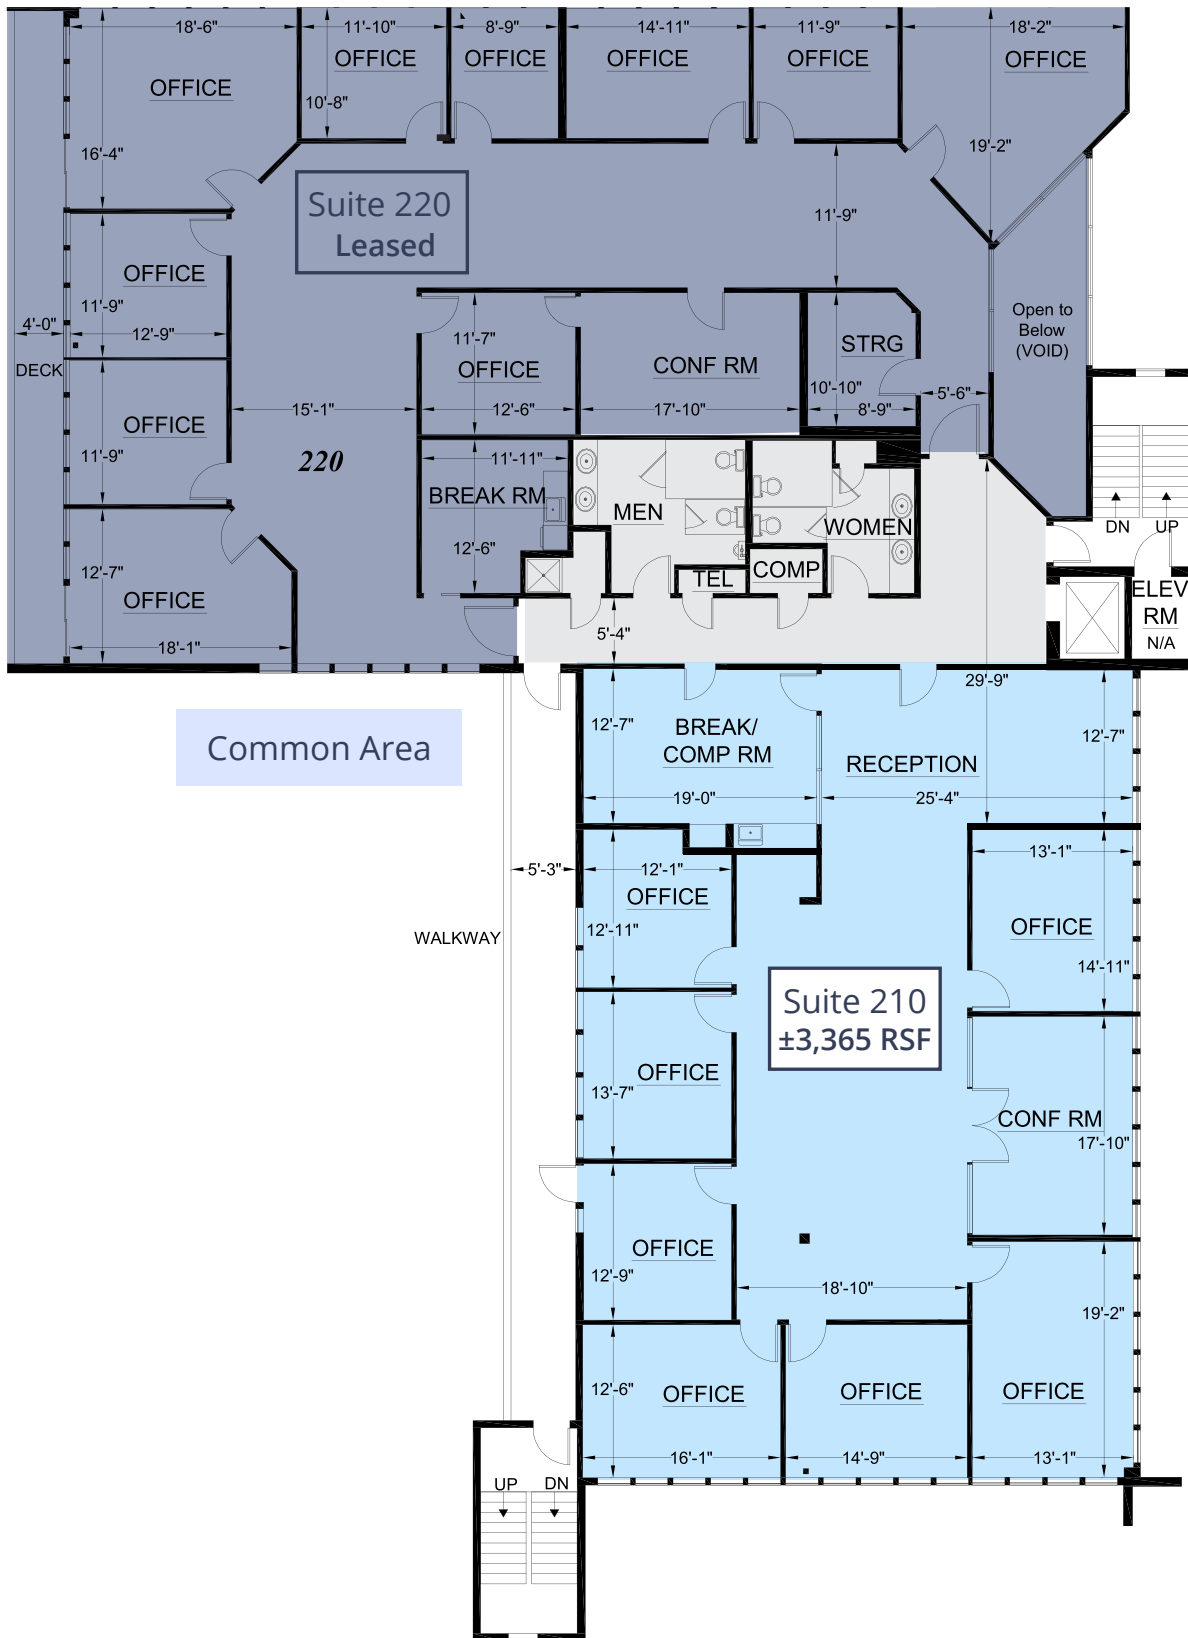 18'-6"
11'-10"
8'-9"
14'-11"
11'-9"
18'-2"
OFFICE
OFFICE
OFFICE
OFFICE
OFFICE
OFFICE
10'-8"
16'-4"
19'-2"
Suite 220
Leased
11'-9"
OFFICE
11'-9"
4'-0"
12'-9"
DECK
11'-7"
OFFICE
12'-6"
CONF RM
17'-10"
STRG
10'-10"
8'-9"
5'-6"
Open to
Below
(VOID)
15'-1"
OFFICE
11'-9"
220
11'-11"
BREAK RM
12'-6"
MEN
WOMEN
TEL
COMP
DN
UP
ELEV
RM
N/A
12'-7"
OFFICE
18'-1"
5'-4"
29'-9"
12'-7"
BREAK/
COMP RM
19'-0"
RECEPTION
25'-4"
12'-7"
Common Area
5'-3"
WALKWAY
12'-1"
OFFICE
12'-11"
13'-1"
OFFICE
14'-11"
Suite 210
±3,365 RSF
OFFICE
13'-7"
CONF RM
17'-10"
OFFICE
12'-9"
18'-10"
19'-2"
12'-6"
OFFICE
16'-1"
OFFICE
14'-9"
OFFICE
13'-1"
UP
DN